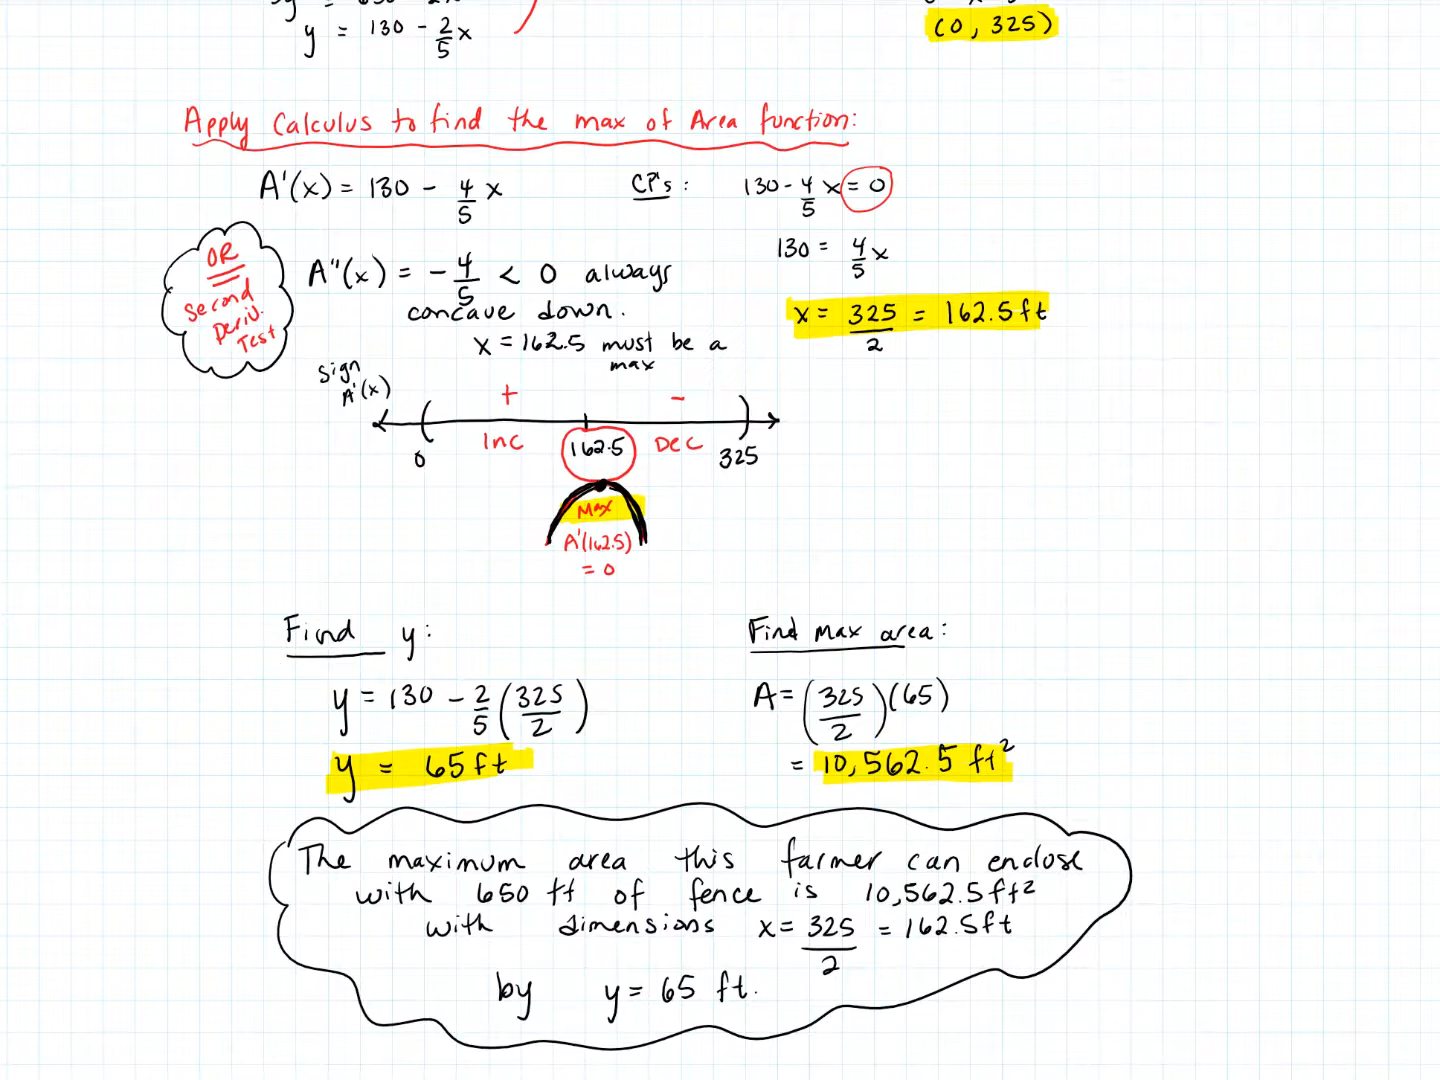 y = 130 - 2/5 x
(0, 325)
Apply Calculus to find the max of Area function:
A'(x) = 130 - 4/5 x
CP's: 130 - 4/5 x = 0
130 = 4/5 x
x = 325/2 = 162.5 ft
OR
Second
Deriv.
Test
A''(x) = -4/5 < 0 always
concave down.
x = 162.5 must be a
max
Sign
A'(x)
+ -
Inc Dec
0 162.5 325
Max
A'(162.5)
= 0
Find y:
y = 130 - 2/5 (325/2)
y = 65 ft
Find max area:
A = (325/2)(65)
= 10,562.5 ft²
The maximum area this farmer can enclose
with 650 ft of fence is 10,562.5 ft²
with dimensions x = 325/2 = 162.5 ft
by y = 65 ft.